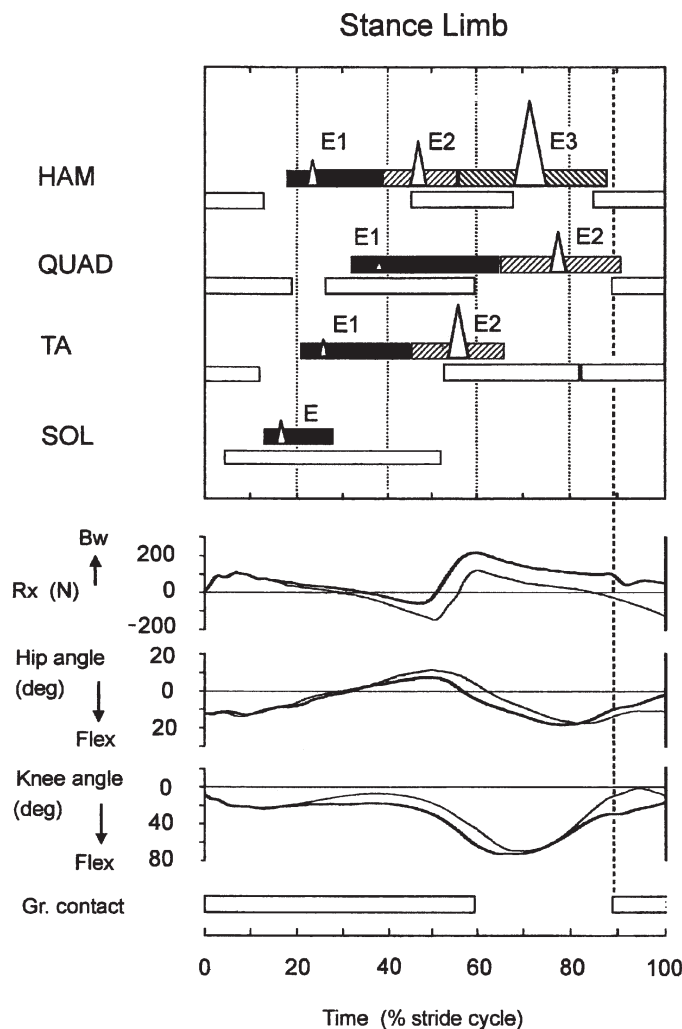 Stance Limb
E1 E2 E3
HAM
E1 E2
QUAD
E1 E2
TA
E
SOL
Bw
200
Rx (N) 0
-200
20
Hip angle
(deg) 0
20
Flex
Knee angle 0
(deg)
40
Flex 80
Gr. contact
0 20 40 60 80 100
Time (% stride cycle)